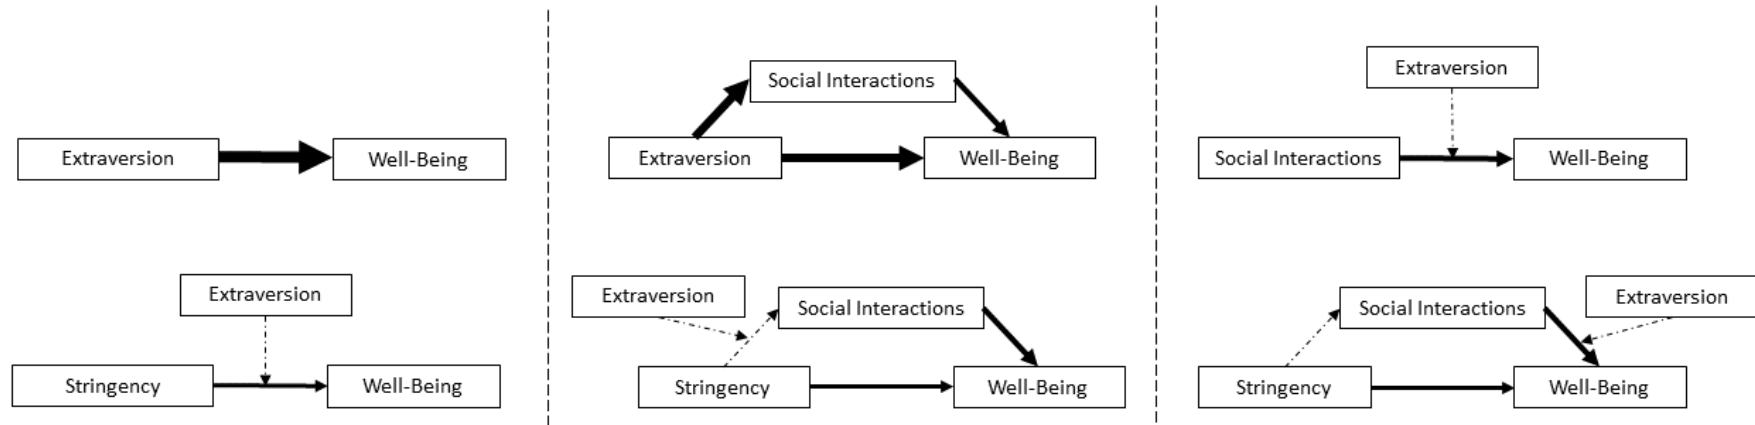 Extraversion
Well-Being
Extraversion
Stringency
Well-Being
Social Interactions
Extraversion
Well-Being
Extraversion
Social Interactions
Stringency
Well-Being
Extraversion
Social Interactions
Well-Being
Social Interactions
Extraversion
Stringency
Well-Being